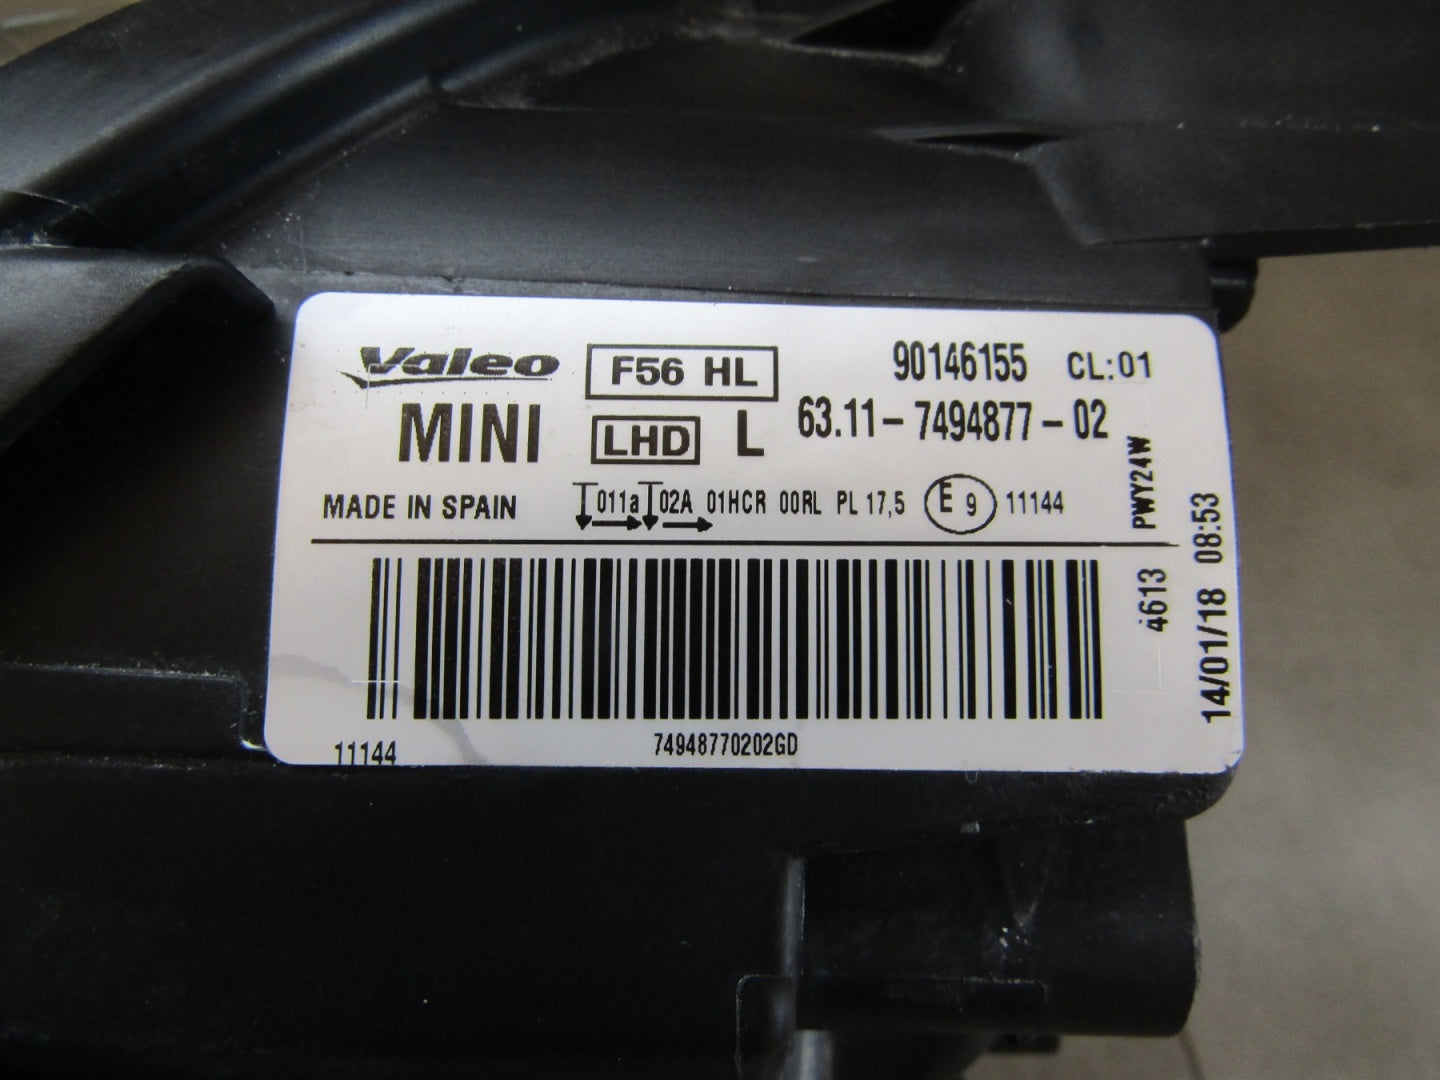 Valeo F56 HL 90146155 CL:01
MINI LHD L 63.11-7494877-02
MADE IN SPAIN 011a 02A 01HCR 00RL PL 17,5 E 9 11144
PWY24W
4613
14/01/18 08:53
11144 74948770202GD